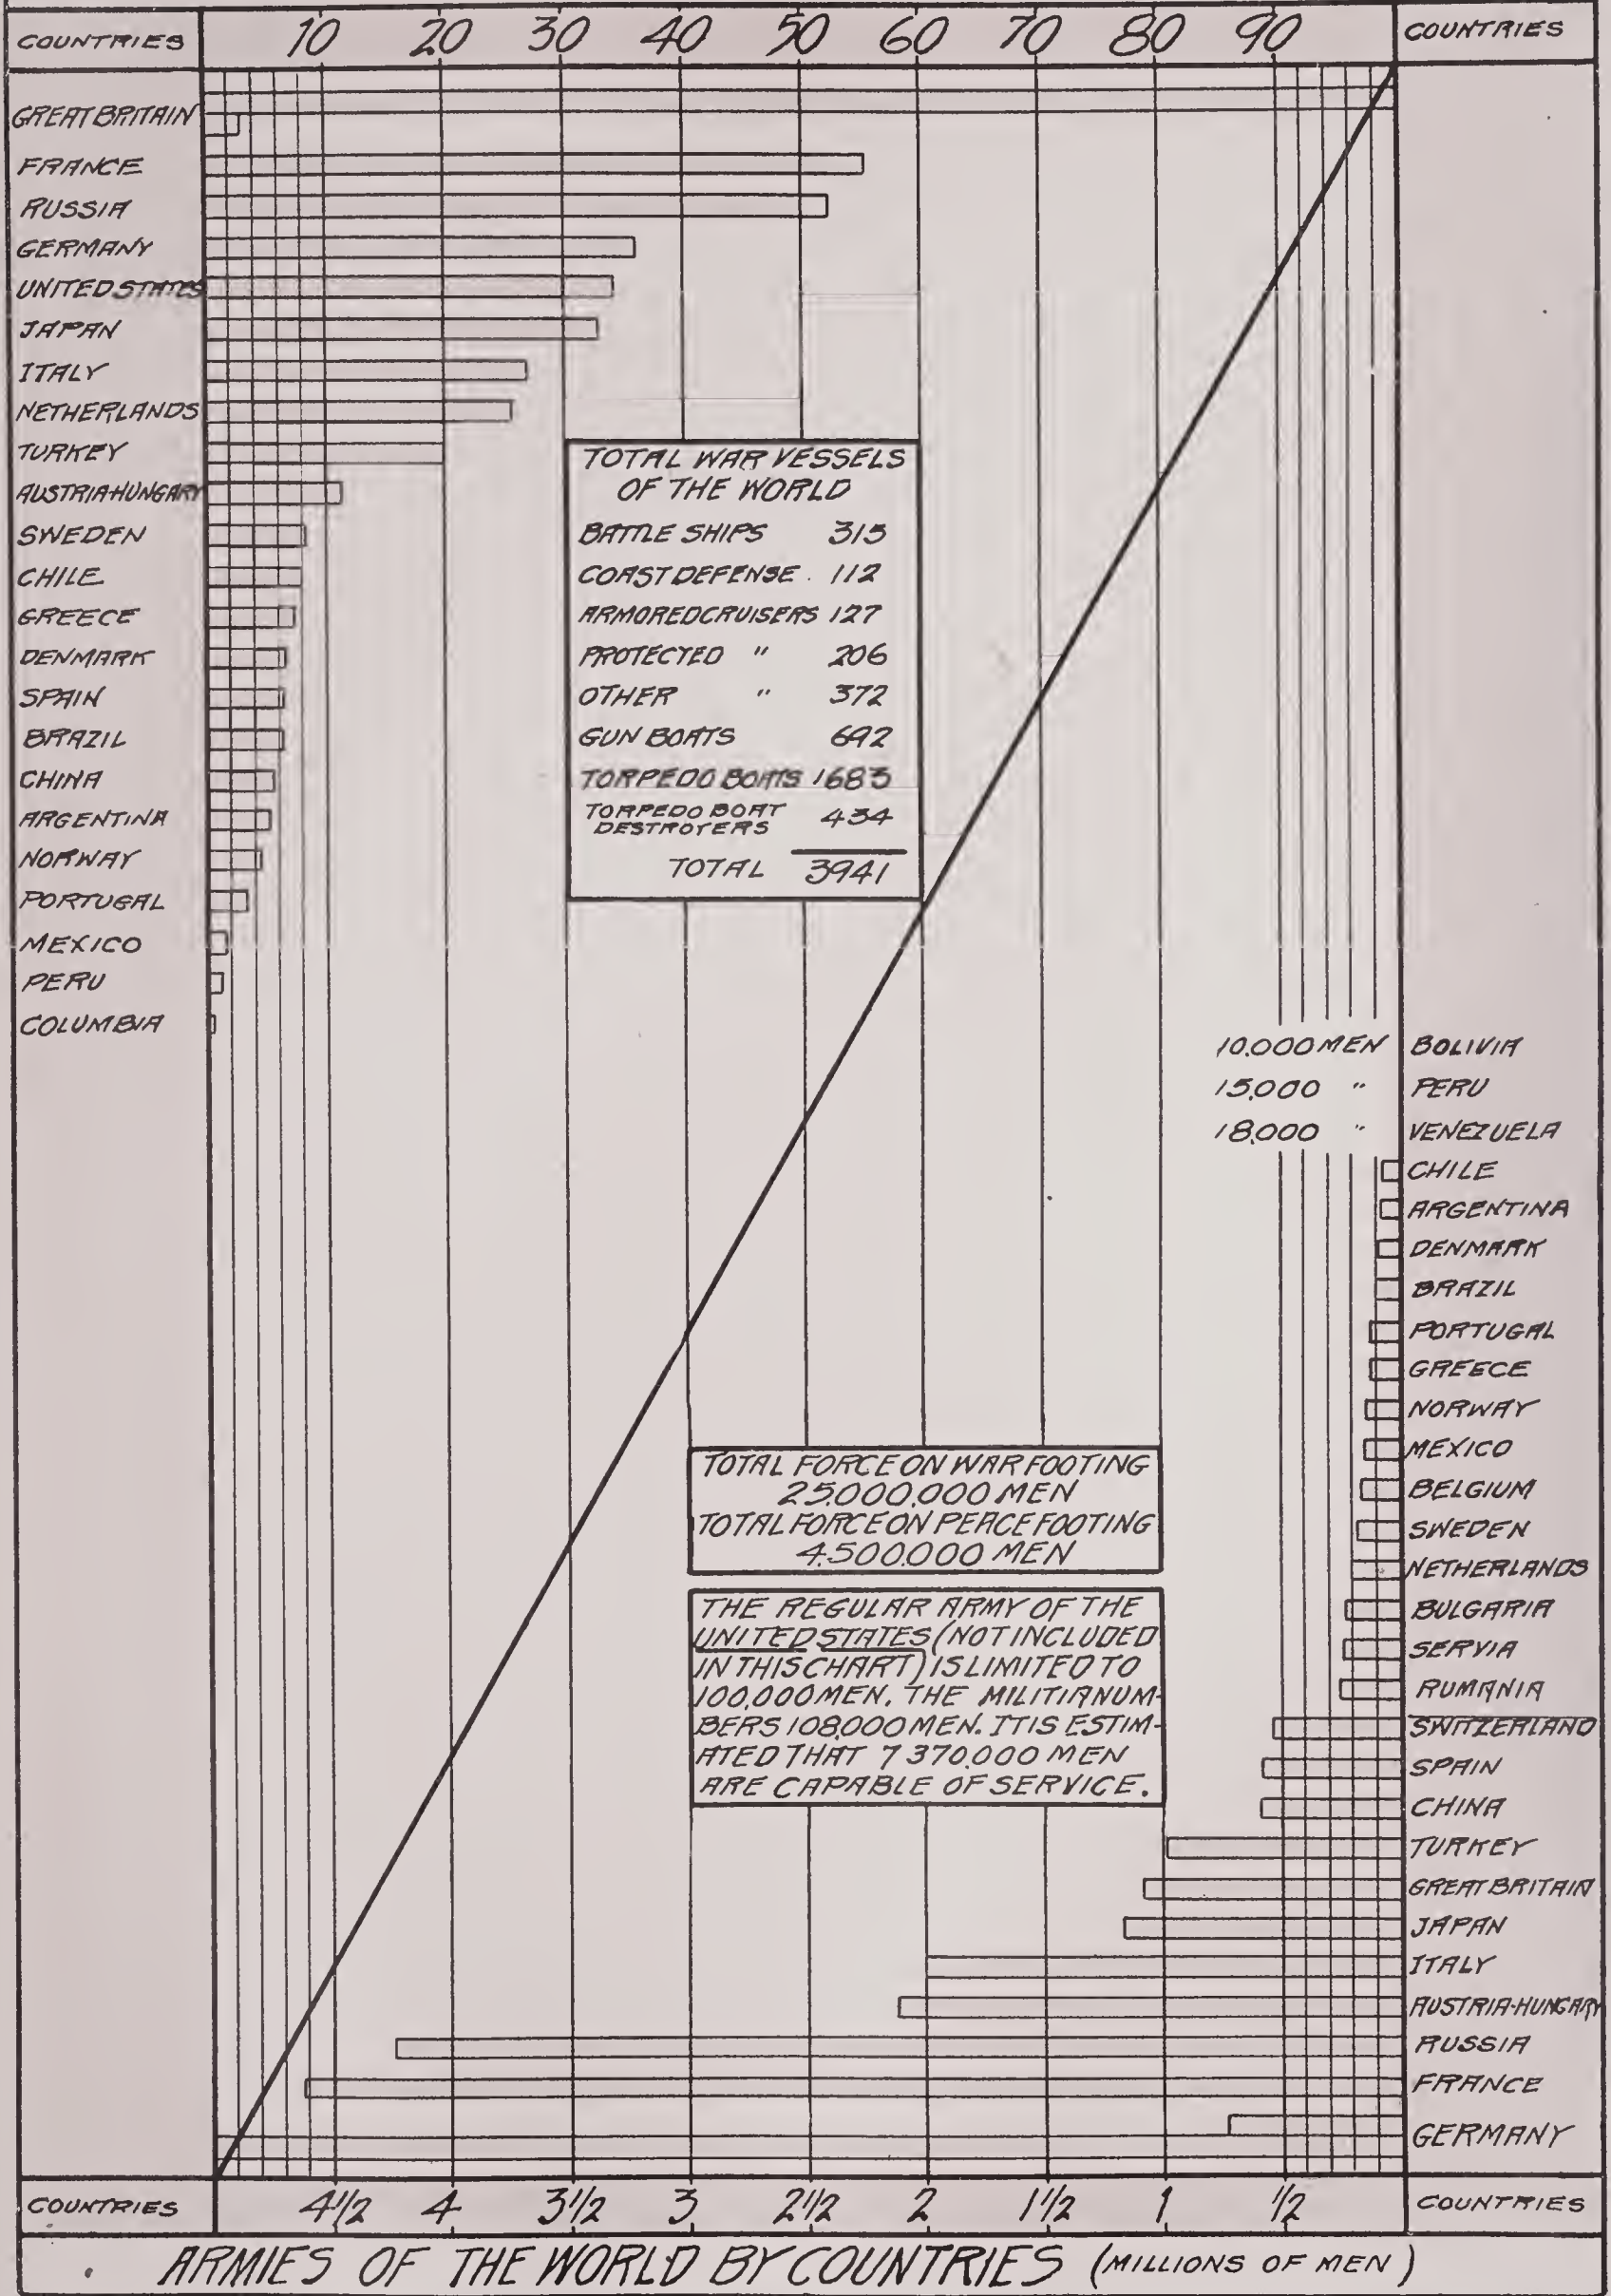 COUNTRIES 10 20 30 40 50 60 70 80 90 COUNTRIES
GREAT BRITAIN
FRANCE
RUSSIA
GERMANY
UNITED STATES
JAPAN
ITALY
NETHERLANDS
TURKEY
AUSTRIA-HUNGARY
SWEDEN
CHILE
GREECE
DENMARK
SPAIN
BRAZIL
CHINA
ARGENTINA
NORWAY
PORTUGAL
MEXICO
PERU
COLUMBIA
TOTAL WAR VESSELS
OF THE WORLD
BATTLE SHIPS 315
COAST DEFENSE. 112
ARMORED CRUISERS 127
PROTECTED " 206
OTHER " 372
GUN BOATS 692
TORPEDO BOATS 1683
TORPEDO BOAT
DESTROYERS 434
TOTAL 3941
10,000 MEN BOLIVIA
15,000 " PERU
18,000 " VENEZUELA
CHILE
ARGENTINA
DENMARK
BRAZIL
PORTUGAL
GREECE
NORWAY
MEXICO
BELGIUM
SWEDEN
NETHERLANDS
BULGARIA
SERVIA
RUMANIA
SWITZERLAND
SPAIN
CHINA
TURKEY
GREAT BRITAIN
JAPAN
ITALY
AUSTRIA-HUNGARY
RUSSIA
FRANCE
GERMANY
TOTAL FORCE ON WAR FOOTING
25,000,000 MEN
TOTAL FORCE ON PEACE FOOTING
4,500,000 MEN
THE REGULAR ARMY OF THE
UNITED STATES (NOT INCLUDED
IN THIS CHART) IS LIMITED TO
100,000 MEN. THE MILITIA NUM-
BERS 108,000 MEN. IT IS ESTIM-
ATED THAT 7370,000 MEN
ARE CAPABLE OF SERVICE.
COUNTRIES 4 1/2 4 3 1/2 3 2 1/2 2 1 1/2 1 1/2 COUNTRIES
ARMIES OF THE WORLD BY COUNTRIES (MILLIONS OF MEN)